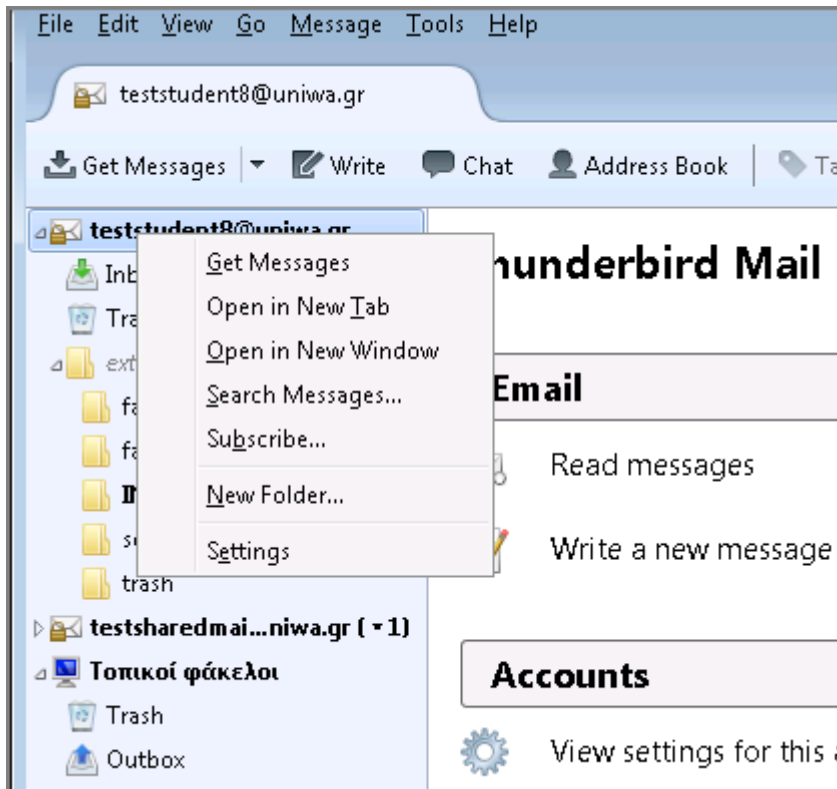 File Edit View Go Message Tools Help
teststudent8@uniwa.gr
Get Messages Write Chat Address Book
teststudent8@uniwa.gr
Get Messages
Open in New Tab
Open in New Window
Search Messages...
Subscribe...
New Folder...
Settings
trash
testsharedmai...niwa.gr ( 1)
Τοπικοί φάκελοι
Trash
Outbox
Mail
Email
Read messages
Write a new message
Accounts
View settings for this